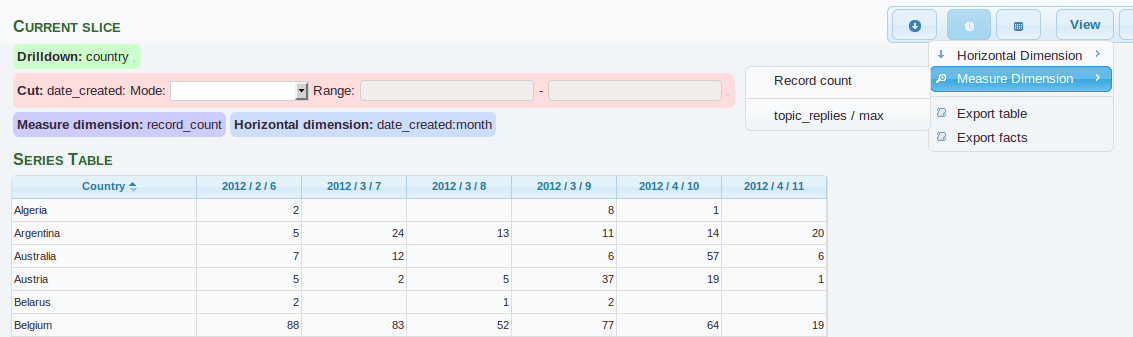 CURRENT SLICE
View
Drilldown: country
Horizontal Dimension
Measure Dimension
Record count
Cut: date_created: Mode: Range: -
topic_replies / max
Export table
Export facts
Measure dimension: record_count Horizontal dimension: date_created:month
SERIES TABLE
Country 2012 / 2 / 6 2012 / 3 / 7 2012 / 3 / 8 2012 / 3 / 9 2012 / 4 / 10 2012 / 4 / 11
Algeria 2 8 1
Argentina 5 24 13 11 14 20
Australia 7 12 6 57 6
Austria 5 2 5 37 19 1
Belarus 2 1 2
Belgium 88 83 52 77 64 19